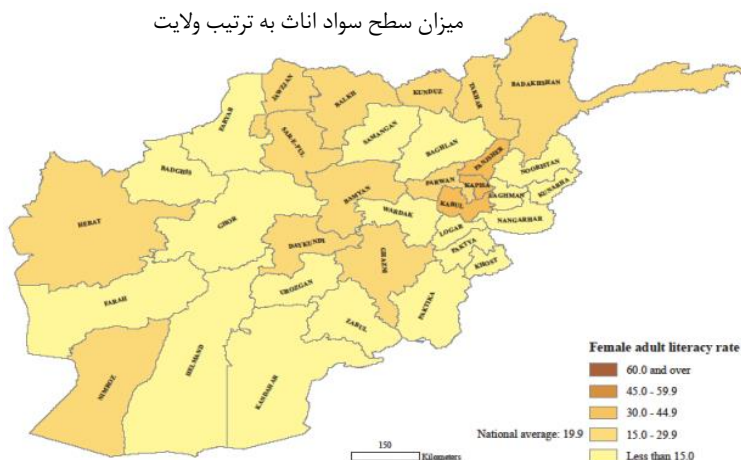 میزان سطح سواد اناث به ترتیب ولایت
JAWZJAN
BALKH
KUNDUZ
TAKHAR
BADAKHSHAN
FARYAB
SAR-E-PUL
SAMANGAN
BAGHLAN
PANJSHER
NOORISTAN
BADGHIS
BAMYAN
PARWAN
KAPISA
KUNARHA
LAGHMAN
HERAT
GHOR
WARDAK
KABUL
NANGARHAR
DAYKUNDI
LOGAR
GHAZNI
PAKTYA
KHOST
FARAH
UROZGAN
PAKTIKA
ZABUL
NIMROZ
HELMAND
KANDAHAR
Female adult literacy rate
60.0 and over
45.0 - 59.9
30.0 - 44.9
National average: 19.9
15.0 - 29.9
Less than 15.0
150
Kilometers